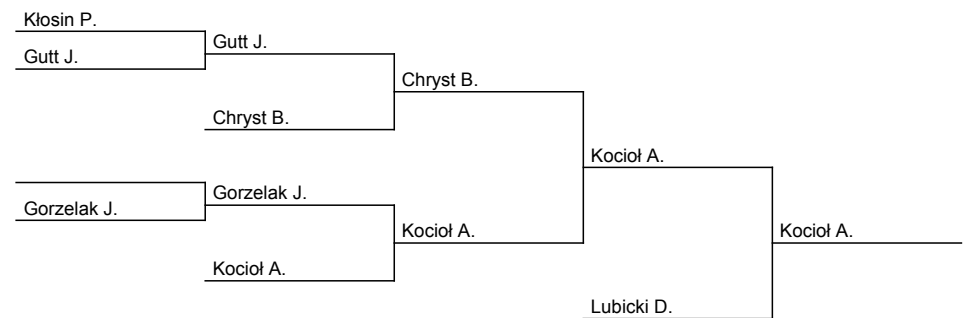 Kłosin P.
Gutt J.
Gutt J.
Chryst B.
Chryst B.
Kocioł A.
Gorzelak J.
Gorzelak J.
Kocioł A.
Kocioł A.
Kocioł A.
Lubicki D.